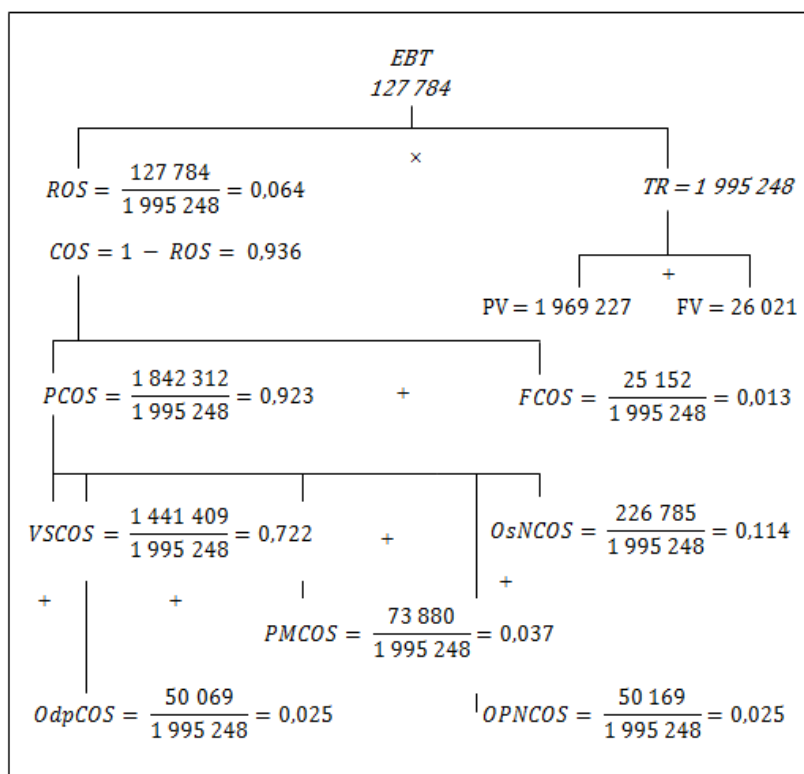 EBT
127 784
×
ROS = 127 784 / 1 995 248 = 0,064
TR = 1 995 248
COS = 1 − ROS = 0,936
+
PV = 1 969 227 FV = 26 021
PCOS = 1 842 312 / 1 995 248 = 0,923
+
FCOS = 25 152 / 1 995 248 = 0,013
VSCOS = 1 441 409 / 1 995 248 = 0,722
+
OsNCOS = 226 785 / 1 995 248 = 0,114
+ + +
PMCOS = 73 880 / 1 995 248 = 0,037
OdpCOS = 50 069 / 1 995 248 = 0,025
OPNCOS = 50 169 / 1 995 248 = 0,025